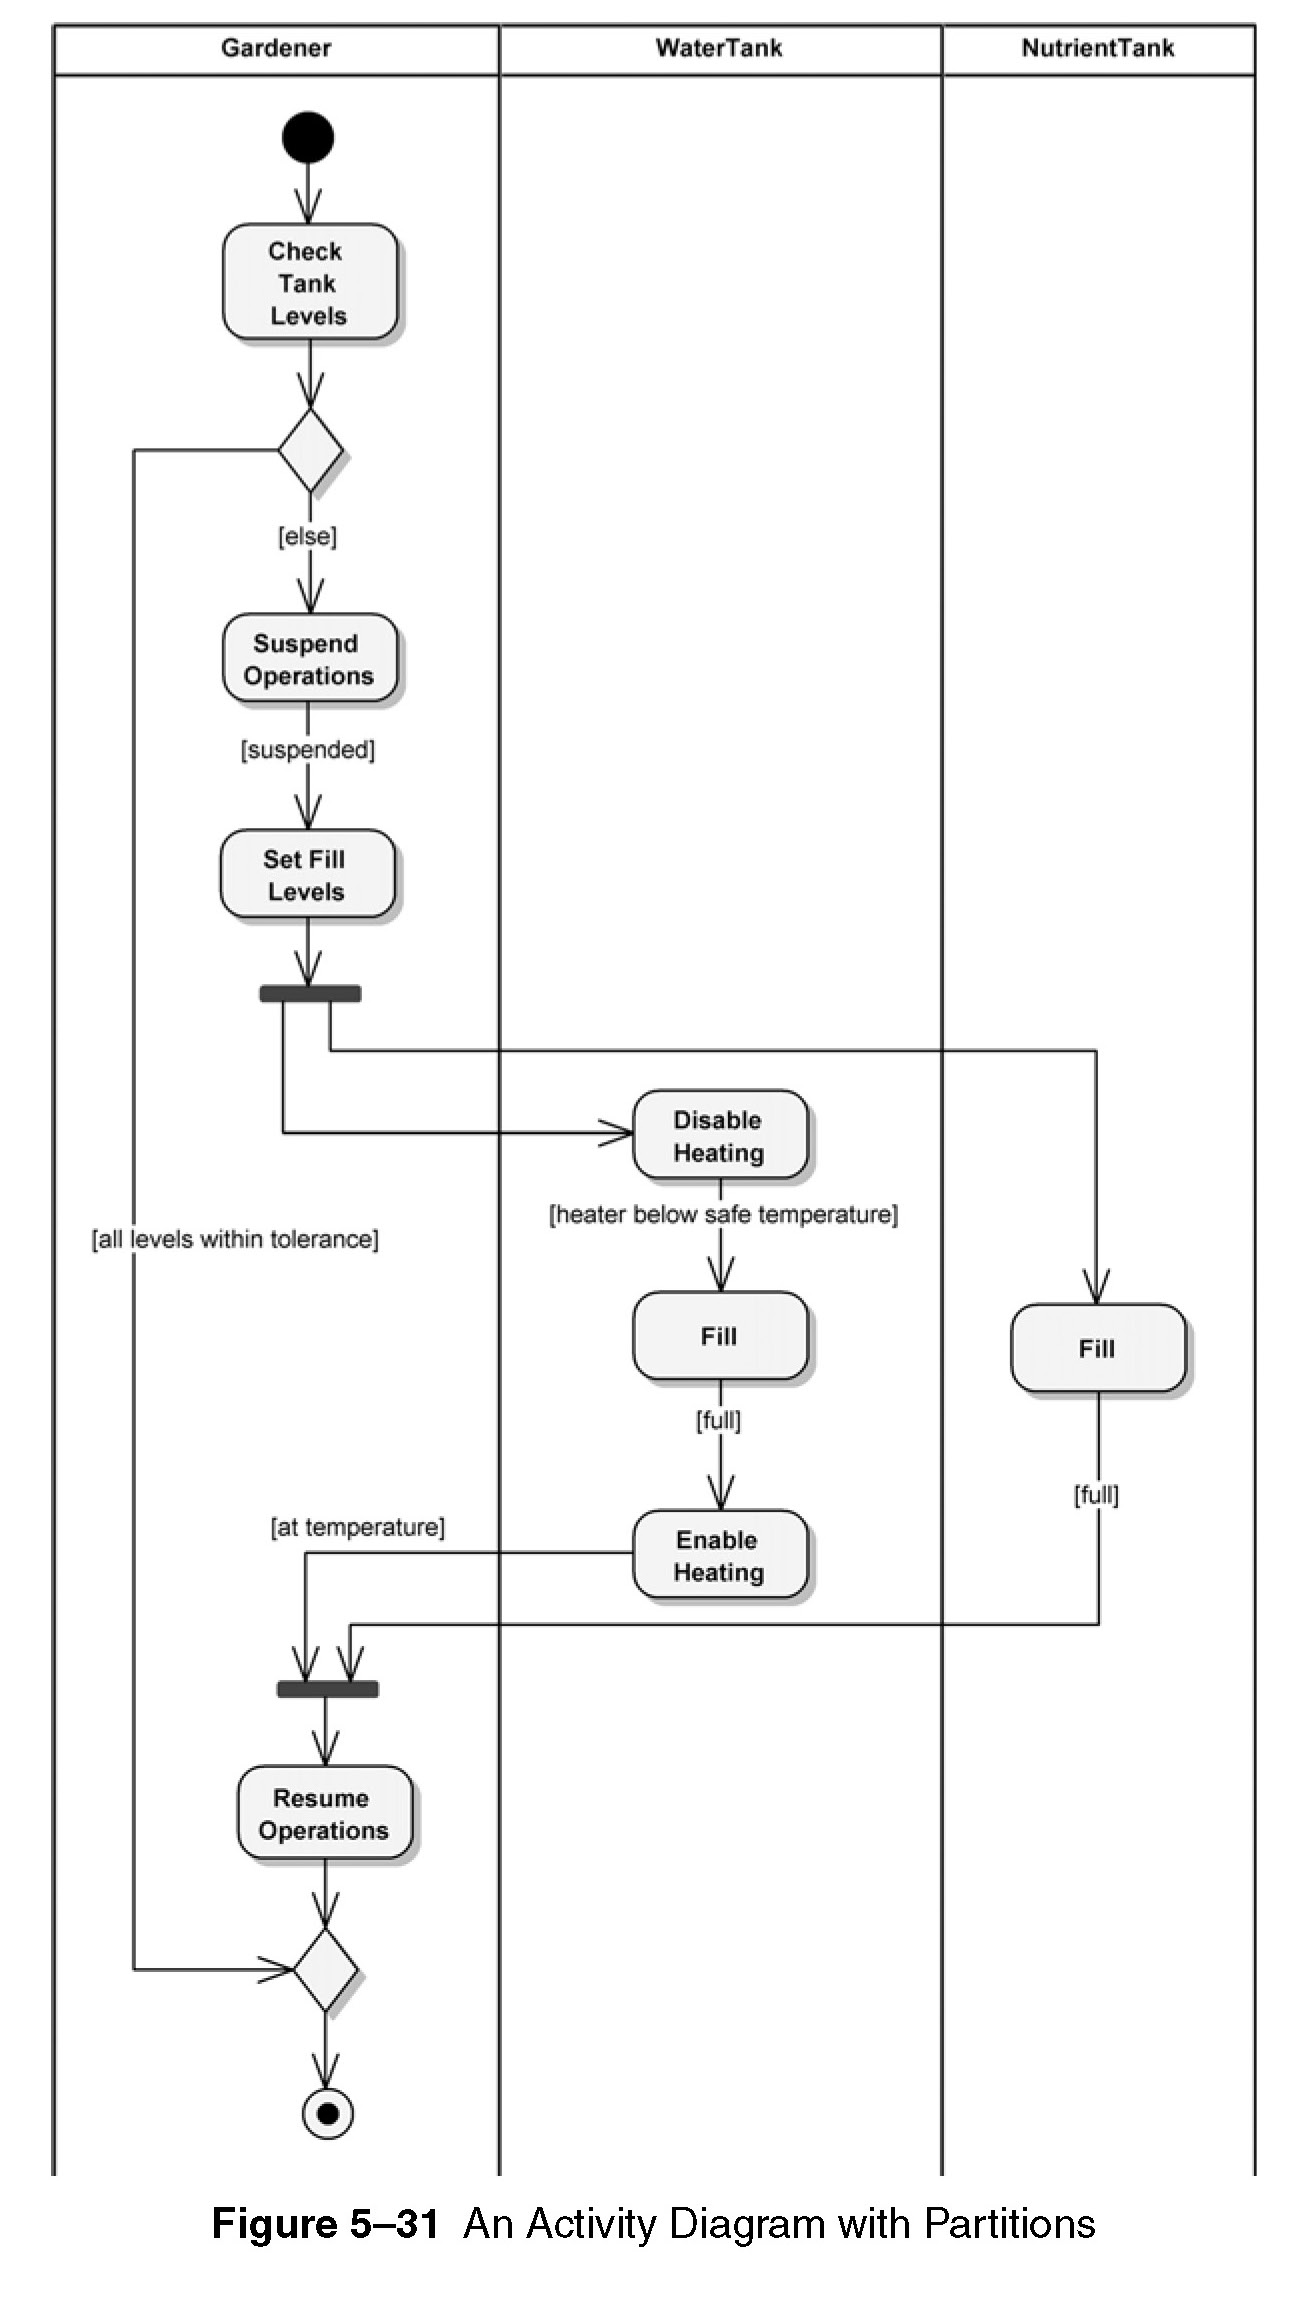 Gardener
WaterTank
NutrientTank
Check
Tank
Levels
[else]
Suspend
Operations
[suspended]
Set Fill
Levels
Disable
Heating
[heater below safe temperature]
[all levels within tolerance]
Fill
Fill
[full]
[full]
[at temperature]
Enable
Heating
Resume
Operations
Figure 5–31 An Activity Diagram with Partitions